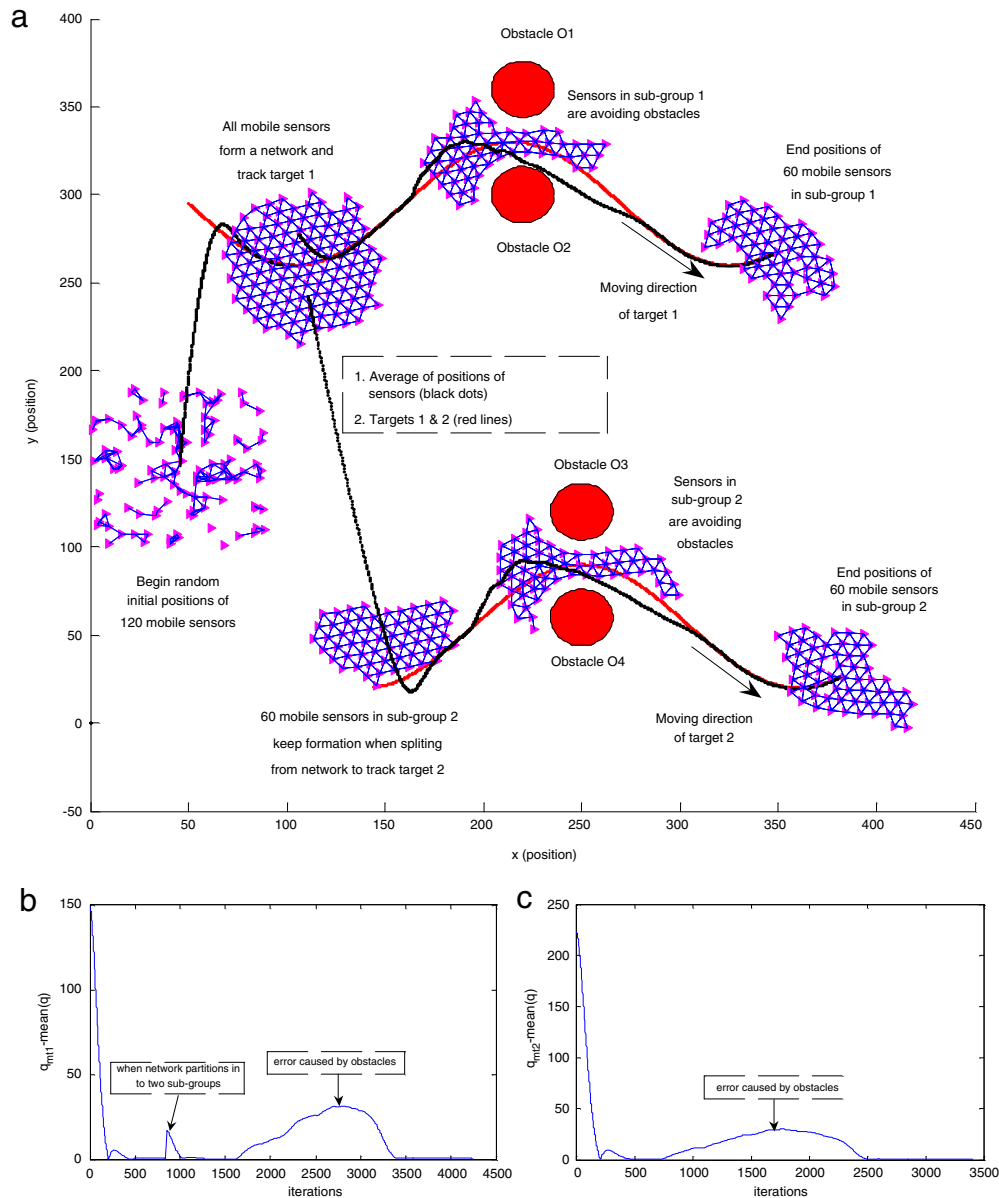 a
400
350
300
250
200
150
100
50
0
-50
y (position)
Obstacle O1
Sensors in sub-group 1
are avoiding obstacles
All mobile sensors
form a network and
track target 1
End positions of
60 mobile sensors
in sub-group 1
Obstacle O2
Moving direction
of target 1
1. Average of positions of
sensors (black dots)
2. Targets 1 & 2 (red lines)
Obstacle O3
Sensors in
sub-group 2
are avoiding
obstacles
Begin random
initial positions of
120 mobile sensors
End positions of
60 mobile sensors
in sub-group 2
Obstacle O4
60 mobile sensors in sub-group 2
keep formation when spliting
from network to track target 2
Moving direction
of target 2
0 50 100 150 200 250 300 350 400 450
x (position)
b
150
100
50
0
q_mt1-mean(q)
when network partitions in
to two sub-groups
error caused by obstacles
0 500 1000 1500 2000 2500 3000 3500 4000 4500
iterations
c
250
200
150
100
50
0
q_mt2-mean(q)
error caused by obstacles
0 500 1000 1500 2000 2500 3000 3500
iterations